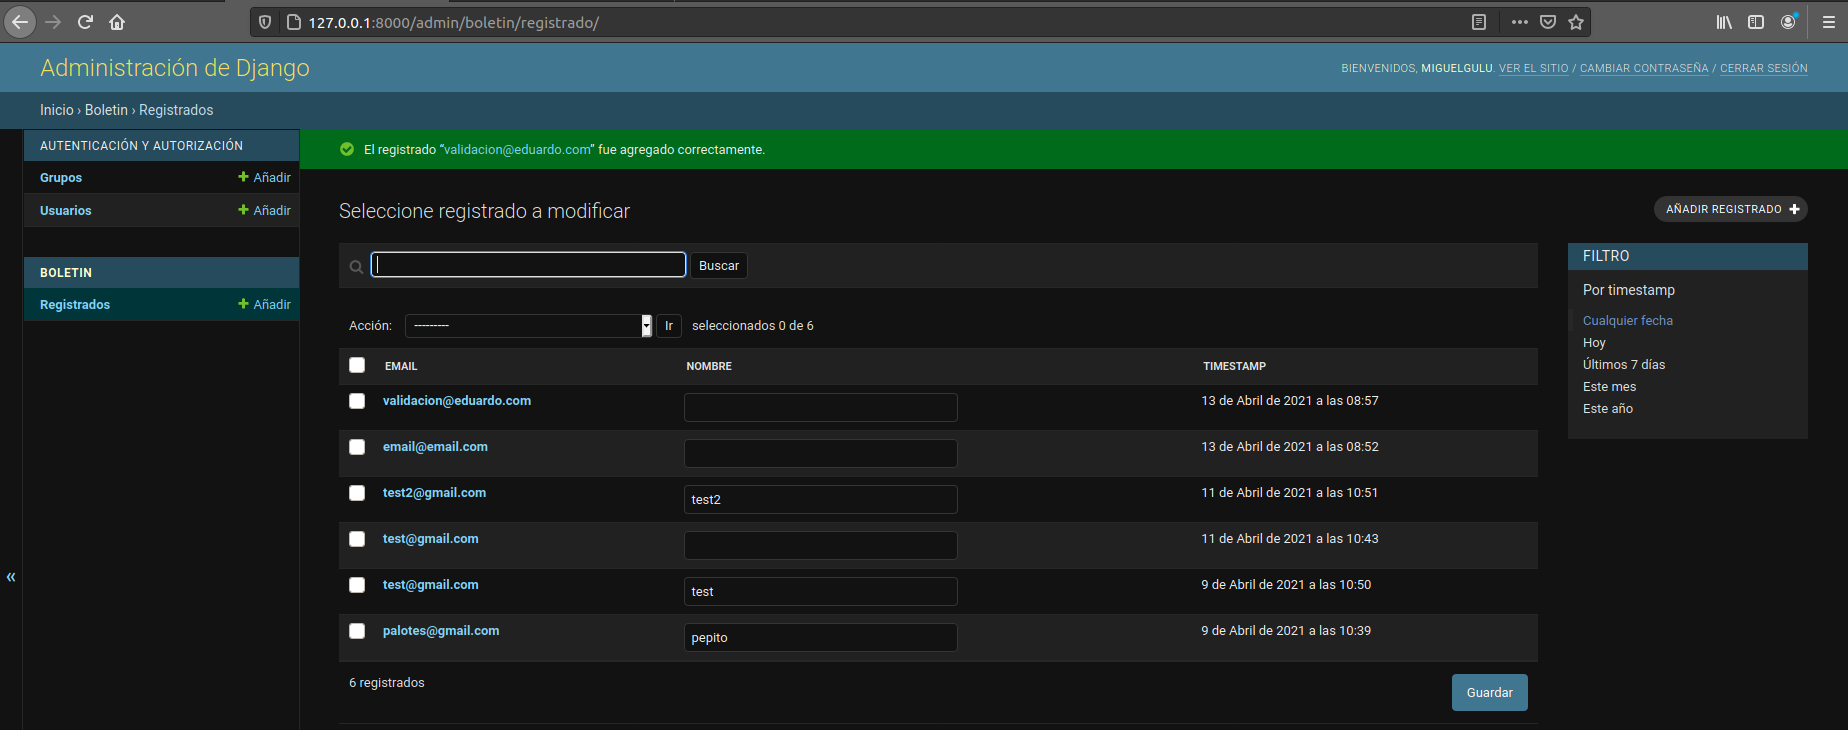 127.0.0.1:8000/admin/boletin/registrado/
Administración de Django
BIENVENIDOS, MIGUELGULU. VER EL SITIO / CAMBIAR CONTRASEÑA / CERRAR SESIÓN
Inicio › Boletin › Registrados
AUTENTICACIÓN Y AUTORIZACIÓN
Grupos + Añadir
Usuarios + Añadir
BOLETIN
Registrados + Añadir
«
El registrado “validacion@eduardo.com” fue agregado correctamente.
Seleccione registrado a modificar
AÑADIR REGISTRADO +
Buscar
Acción: --------- Ir seleccionados 0 de 6
EMAIL NOMBRE TIMESTAMP
validacion@eduardo.com 13 de Abril de 2021 a las 08:57
email@email.com 13 de Abril de 2021 a las 08:52
test2@gmail.com test2 11 de Abril de 2021 a las 10:51
test@gmail.com 11 de Abril de 2021 a las 10:43
test@gmail.com test 9 de Abril de 2021 a las 10:50
palotes@gmail.com pepito 9 de Abril de 2021 a las 10:39
6 registrados
Guardar
FILTRO
Por timestamp
Cualquier fecha
Hoy
Últimos 7 días
Este mes
Este año